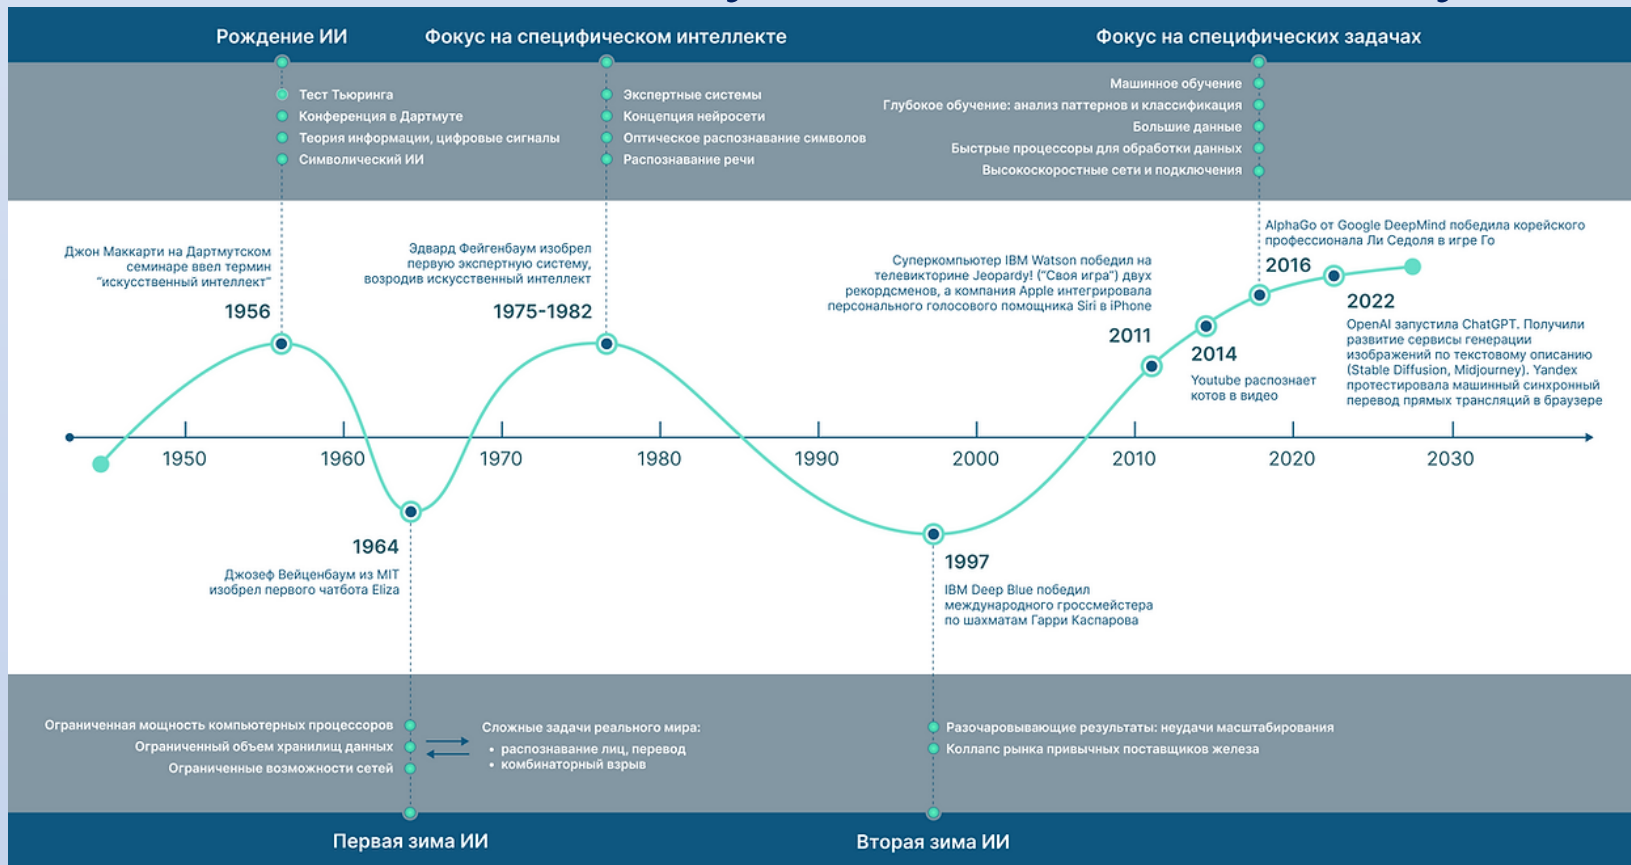 Рождение ИИ
Фокус на специфическом интеллекте
Фокус на специфических задачах
Тест Тьюринга
Конференция в Дартмуте
Теория информации, цифровые сигналы
Символический ИИ
Экспертные системы
Концепция нейросети
Оптическое распознавание символов
Распознавание речи
Машинное обучение
Глубокое обучение: анализ паттернов и классификация
Большие данные
Быстрые процессоры для обработки данных
Высокоскоростные сети и подключения
Джон Маккарти на Дартмутском
семинаре ввел термин
"искусственный интеллект"
1956
Эдвард Фейгенбаум изобрел
первую экспертную систему,
возродив искусственный интеллект
1975-1982
Суперкомпьютер IBM Watson победил на
телевикторине Jeopardy! ("Своя игра") двух
рекордсменов, а компания Apple интегрировала
персонального голосового помощника Siri в iPhone
2011
2014
Youtube распознает
котов в видео
AlphaGo от Google DeepMind победила корейского
профессионала Ли Седоля в игре Го
2016
2022
OpenAI запустила ChatGPT. Получили
развитие сервисы генерации
изображений по текстовому описанию
(Stable Diffusion, Midjourney). Yandex
протестировала машинный синхронный
перевод прямых трансляций в браузере
1950
1960
1970
1980
1990
2000
2010
2020
2030
1964
Джозеф Вейценбаум из MIT
изобрел первого чатбота Eliza
1997
IBM Deep Blue победил
международного гроссмейстера
по шахматам Гарри Каспарова
Ограниченная мощность компьютерных процессоров
Ограниченный объем хранилищ данных
Ограниченные возможности сетей
Сложные задачи реального мира:
• распознавание лиц, перевод
• комбинаторный взрыв
Разочаровывающие результаты: неудачи масштабирования
Коллапс рынка привычных поставщиков железа
Первая зима ИИ
Вторая зима ИИ